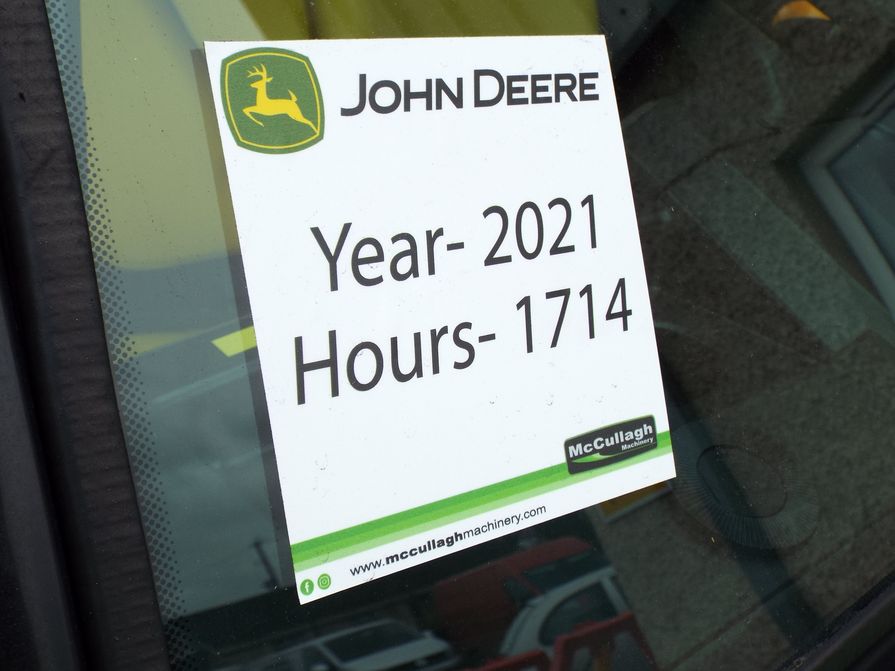 JOHN DEERE
Year- 2021
Hours- 1714
McCullagh
Machinery
www.mccullaghmachinery.com